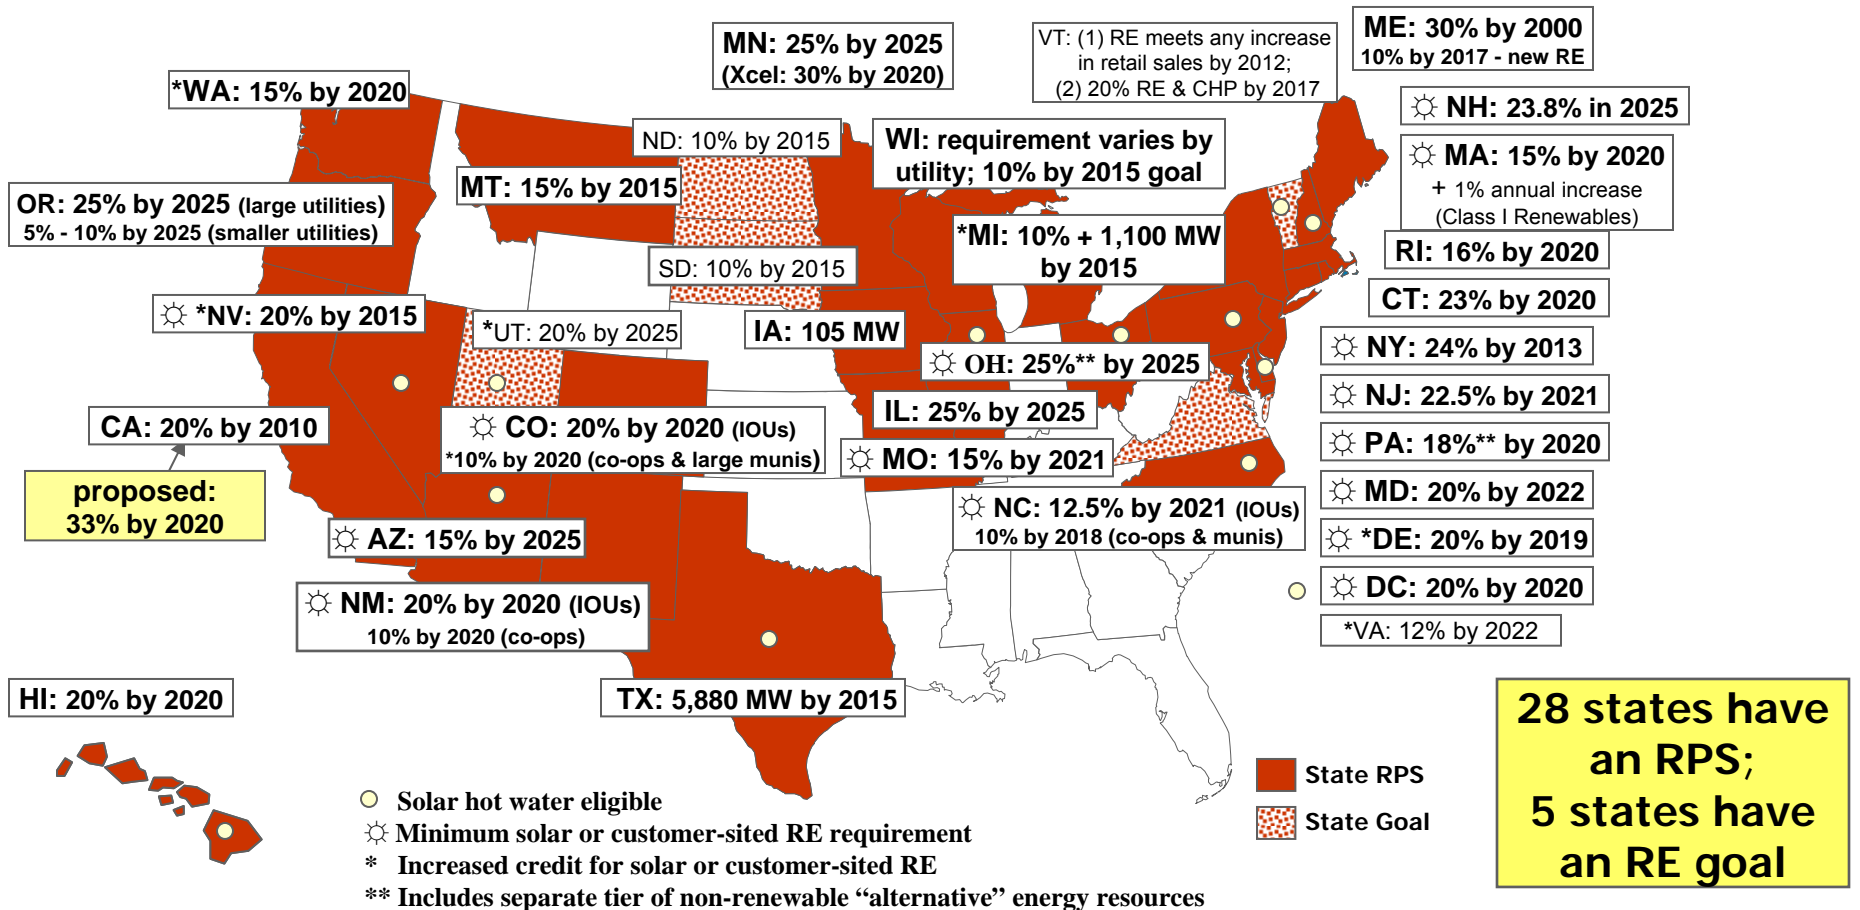 MN: 25% by 2025
(Xcel: 30% by 2020)
VT: (1) RE meets any increase
in retail sales by 2012;
(2) 20% RE & CHP by 2017
ME: 30% by 2000
10% by 2017 - new RE
*WA: 15% by 2020
☼ NH: 23.8% in 2025
ND: 10% by 2015
WI: requirement varies by
utility; 10% by 2015 goal
☼ MA: 15% by 2020
+ 1% annual increase
(Class I Renewables)
MT: 15% by 2015
OR: 25% by 2025 (large utilities)
5% - 10% by 2025 (smaller utilities)
*MI: 10% + 1,100 MW
by 2015
RI: 16% by 2020
SD: 10% by 2015
CT: 23% by 2020
☼ *NV: 20% by 2015
*UT: 20% by 2025
IA: 105 MW
☼ NY: 24% by 2013
☼ OH: 25%** by 2025
☼ NJ: 22.5% by 2021
CA: 20% by 2010
☼ CO: 20% by 2020 (IOUs)
*10% by 2020 (co-ops & large munis)
IL: 25% by 2025
☼ PA: 18%** by 2020
☼ MO: 15% by 2021
proposed:
33% by 2020
☼ MD: 20% by 2022
☼ NC: 12.5% by 2021 (IOUs)
10% by 2018 (co-ops & munis)
☼ AZ: 15% by 2025
☼ *DE: 20% by 2019
☼ DC: 20% by 2020
☼ NM: 20% by 2020 (IOUs)
10% by 2020 (co-ops)
*VA: 12% by 2022
HI: 20% by 2020
TX: 5,880 MW by 2015
28 states have
an RPS;
5 states have
an RE goal
State RPS
State Goal
Solar hot water eligible
☼ Minimum solar or customer-sited RE requirement
* Increased credit for solar or customer-sited RE
** Includes separate tier of non-renewable “alternative” energy resources